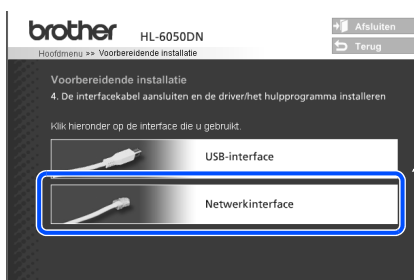 brother HL-6050DN
Afsluiten
Hoofdmenu >> Voorbereidende installatie
Terug
Voorbereidende installatie
4. De interfacekabel aansluiten en de driver/het hulpprogramma installeren
Klik hieronder op de interface die u gebruikt.
USB-interface
Netwerkinterface